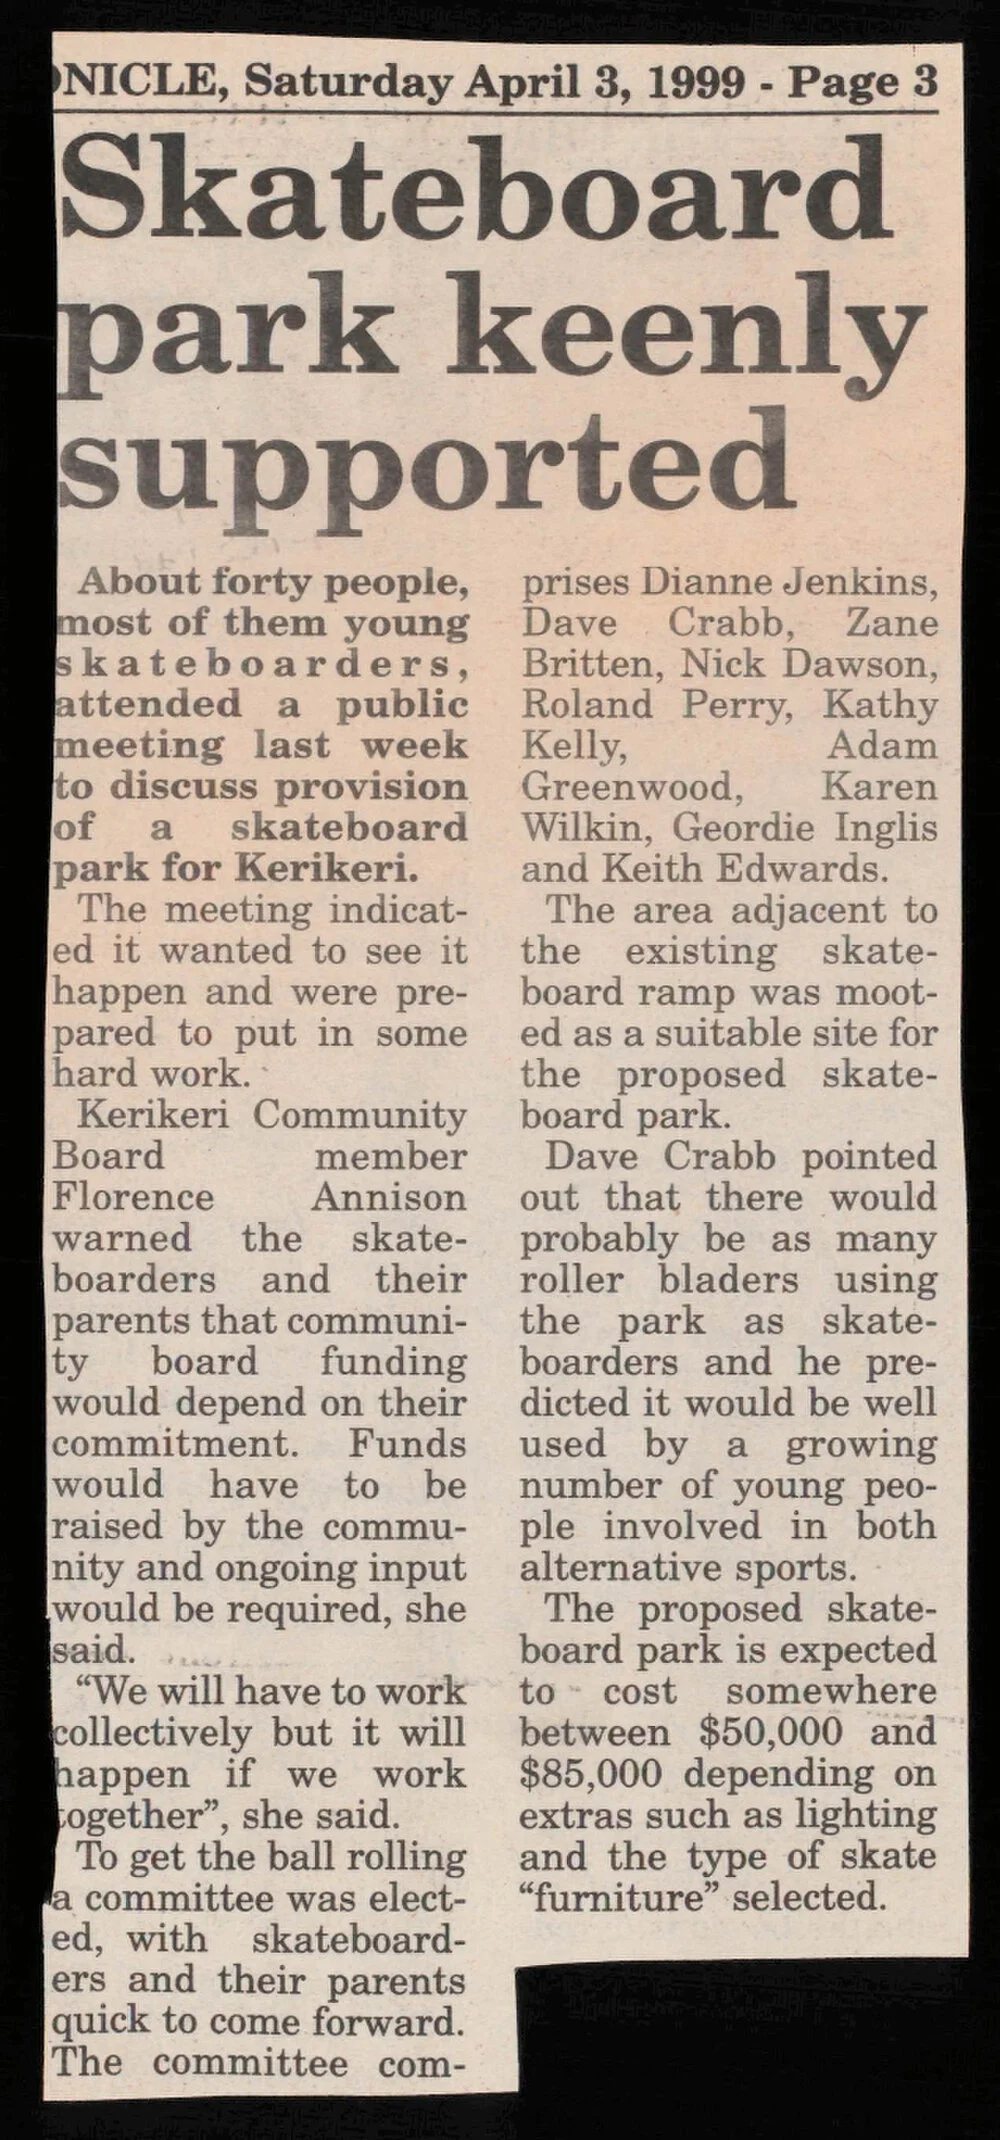 ONICLE, Saturday April 3, 1999 - Page 3
Skateboard
park keenly
supported
About forty people,
most of them young
skateboarders,
attended a public
meeting last week
to discuss provision
of a skateboard
park for Kerikeri.
The meeting indicat-
ed it wanted to see it
happen and were pre-
pared to put in some
hard work.
Kerikeri Community
Board member
Florence Annison
warned the skate-
boarders and their
parents that communi-
ty board funding
would depend on their
commitment. Funds
would have to be
raised by the commu-
nity and ongoing input
would be required, she
said.
“We will have to work
collectively but it will
happen if we work
together”, she said.
To get the ball rolling
a committee was elect-
ed, with skateboard-
ers and their parents
quick to come forward.
The committee com-
prises Dianne Jenkins,
Dave Crabb, Zane
Britten, Nick Dawson,
Roland Perry, Kathy
Kelly, Adam
Greenwood, Karen
Wilkin, Geordie Inglis
and Keith Edwards.
The area adjacent to
the existing skate-
board ramp was moot-
ed as a suitable site for
the proposed skate-
board park.
Dave Crabb pointed
out that there would
probably be as many
roller bladers using
the park as skate-
boarders and he pre-
dicted it would be well
used by a growing
number of young peo-
ple involved in both
alternative sports.
The proposed skate-
board park is expected
to cost somewhere
between $50,000 and
$85,000 depending on
extras such as lighting
and the type of skate
“furniture” selected.